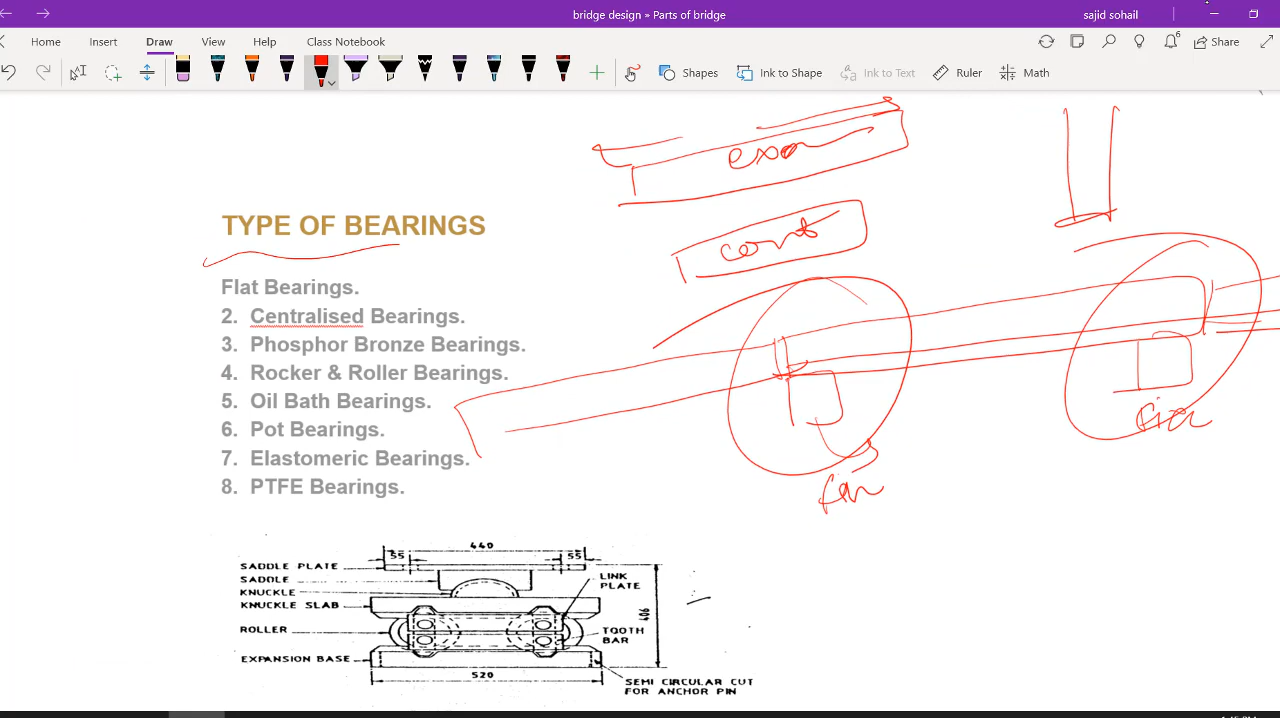 bridge design » Parts of bridge
sajid sohail
Home Insert Draw View Help Class Notebook
Share
Shapes Ink to Shape Ink to Text Ruler Math
TYPE OF BEARINGS
Flat Bearings.
2. Centralised Bearings.
3. Phosphor Bronze Bearings.
4. Rocker & Roller Bearings.
5. Oil Bath Bearings.
6. Pot Bearings.
7. Elastomeric Bearings.
8. PTFE Bearings.
440
55 55
SADDLE PLATE
SADDLE
KNUCKLE
KNUCKLE SLAB
ROLLER
EXPANSION BASE
LINK PLATE
406
TOOTH BAR
520
SEMI CIRCULAR CUT
FOR ANCHOR PIN